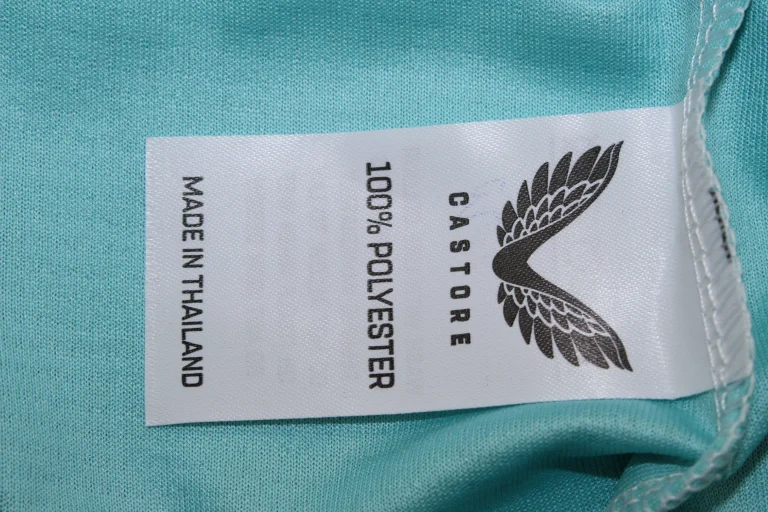 CASTORE
100% POLYESTER
MADE IN THAILAND